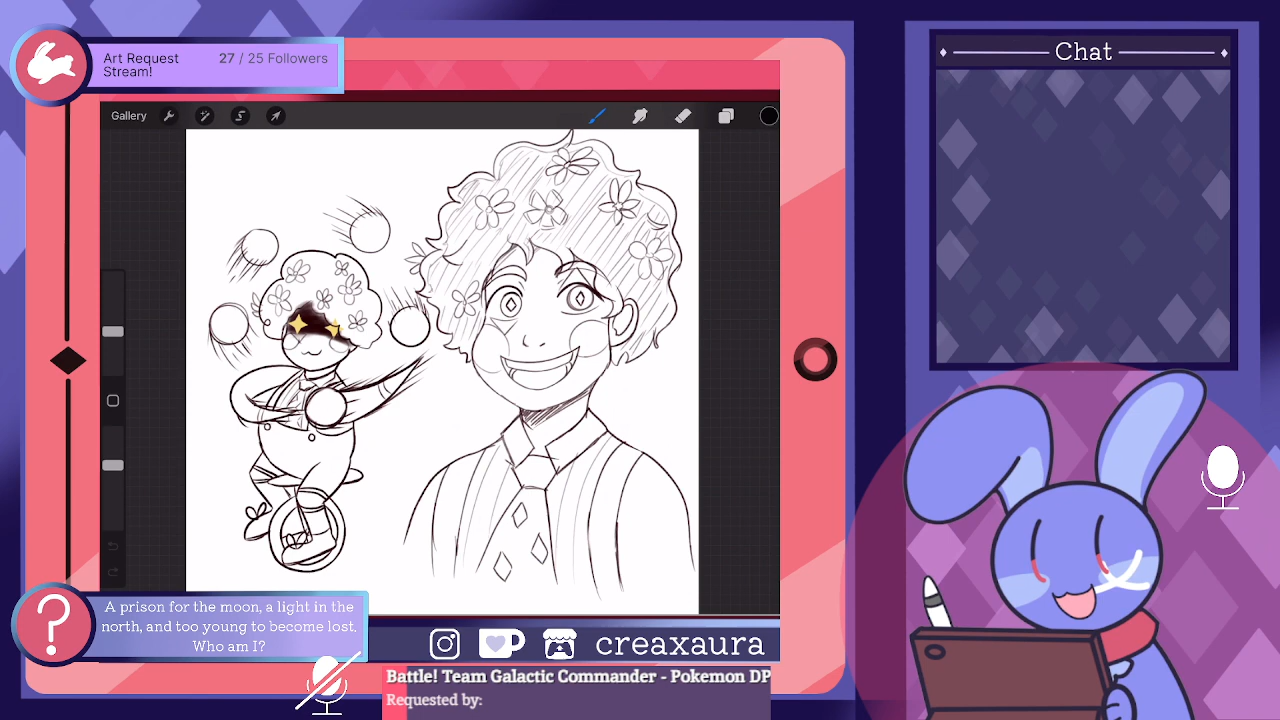 Art Request
Stream!
27 / 25 Followers
Chat
Gallery
A prison for the moon, a light in the
north, and too young to become lost.
Who am I?
creaxaura
Battle! Team Galactic Commander - Pokemon DP
Requested by: